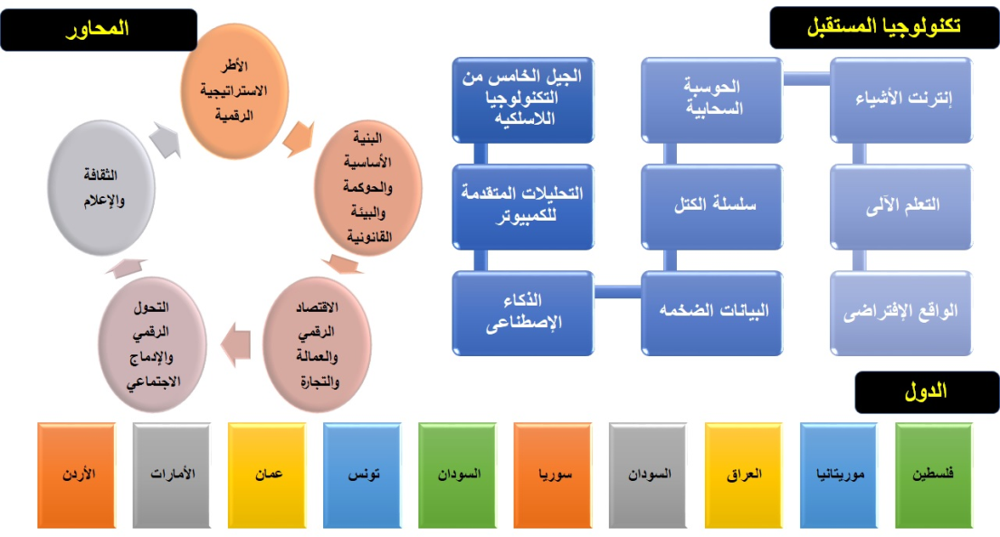 تكنولوجيا المستقبل
إنترنت الأشياء
التعلم الآلى
الواقع الإفتراضى
الحوسبة
السحابية
سلسلة الكتل
البيانات الضخمه
الجيل الخامس من
التكنولوجيا
اللاسلكيه
التحليلات المتقدمة
للكمبيوتر
الذكاء
الإصطناعى
المحاور
الأطر
الاستراتيجية
الرقمية
البنية
الأساسية
والحوكمة
والبيئة
القانونية
الاقتصاد
الرقمي
والعمالة
والتجارة
التحول
الرقمي
والإدماج
الاجتماعي
الثقافة
والإعلام
الدول
فلسطين
موريتانيا
العراق
السودان
سوريا
السودان
تونس
عمان
الأمارات
الأردن